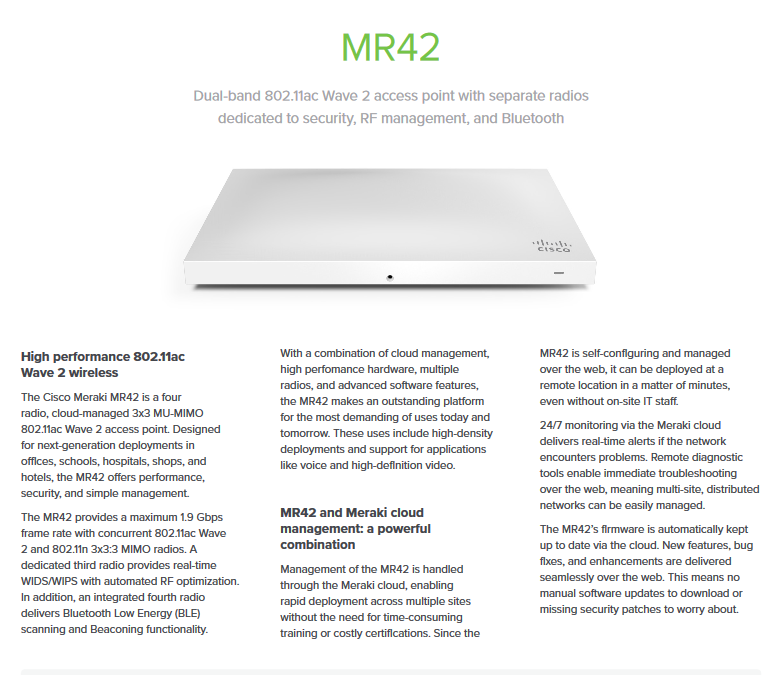 MR42
Dual-band 802.11ac Wave 2 access point with separate radios
dedicated to security, RF management, and Bluetooth
CISCO
High performance 802.11ac
Wave 2 wireless
The Cisco Meraki MR42 is a four
radio, cloud-managed 3x3 MU-MIMO
802.11ac Wave 2 access point. Designed
for next-generation deployments in
offices, schools, hospitals, shops, and
hotels, the MR42 offers performance,
security, and simple management.
The MR42 provides a maximum 1.9 Gbps
frame rate with concurrent 802.11ac Wave
2 and 802.11n 3x3:3 MIMO radios. A
dedicated third radio provides real-time
WIDS/WIPS with automated RF optimization.
In addition, an integrated fourth radio
delivers Bluetooth Low Energy (BLE)
scanning and Beaconing functionality.
With a combination of cloud management,
high perfomance hardware, multiple
radios, and advanced software features,
the MR42 makes an outstanding platform
for the most demanding of uses today and
tomorrow. These uses include high-density
deployments and support for applications
like voice and high-definition video.
MR42 and Meraki cloud
management: a powerful
combination
Management of the MR42 is handled
through the Meraki cloud, enabling
rapid deployment across multiple sites
without the need for time-consuming
training or costly certifications. Since the
MR42 is self-configuring and managed
over the web, it can be deployed at a
remote location in a matter of minutes,
even without on-site IT staff.
24/7 monitoring via the Meraki cloud
delivers real-time alerts if the network
encounters problems. Remote diagnostic
tools enable immediate troubleshooting
over the web, meaning multi-site, distributed
networks can be easily managed.
The MR42's firmware is automatically kept
up to date via the cloud. New features, bug
fixes, and enhancements are delivered
seamlessly over the web. This means no
manual software updates to download or
missing security patches to worry about.